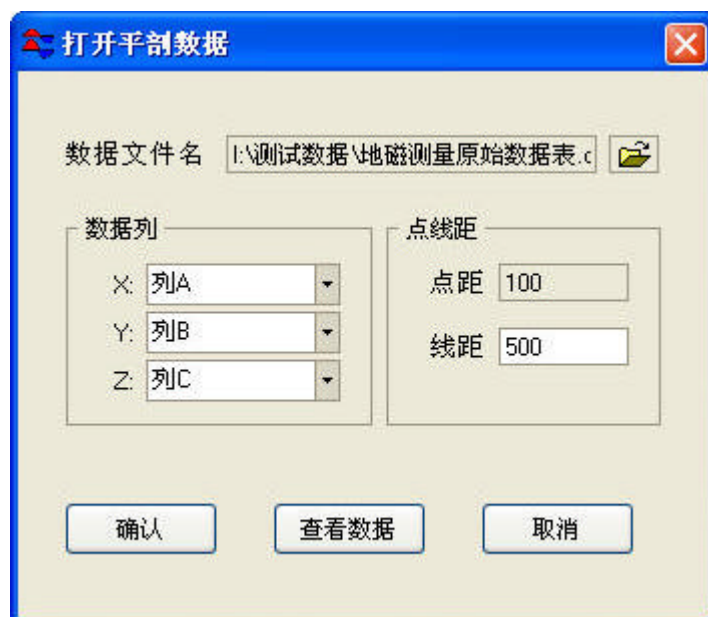 打开平剖数据
数据文件名 I:\测试数据\地磁测量原始数据表.c
数据列
X: 列A
Y: 列B
Z: 列C
点线距
点距 100
线距 500
确认 查看数据 取消